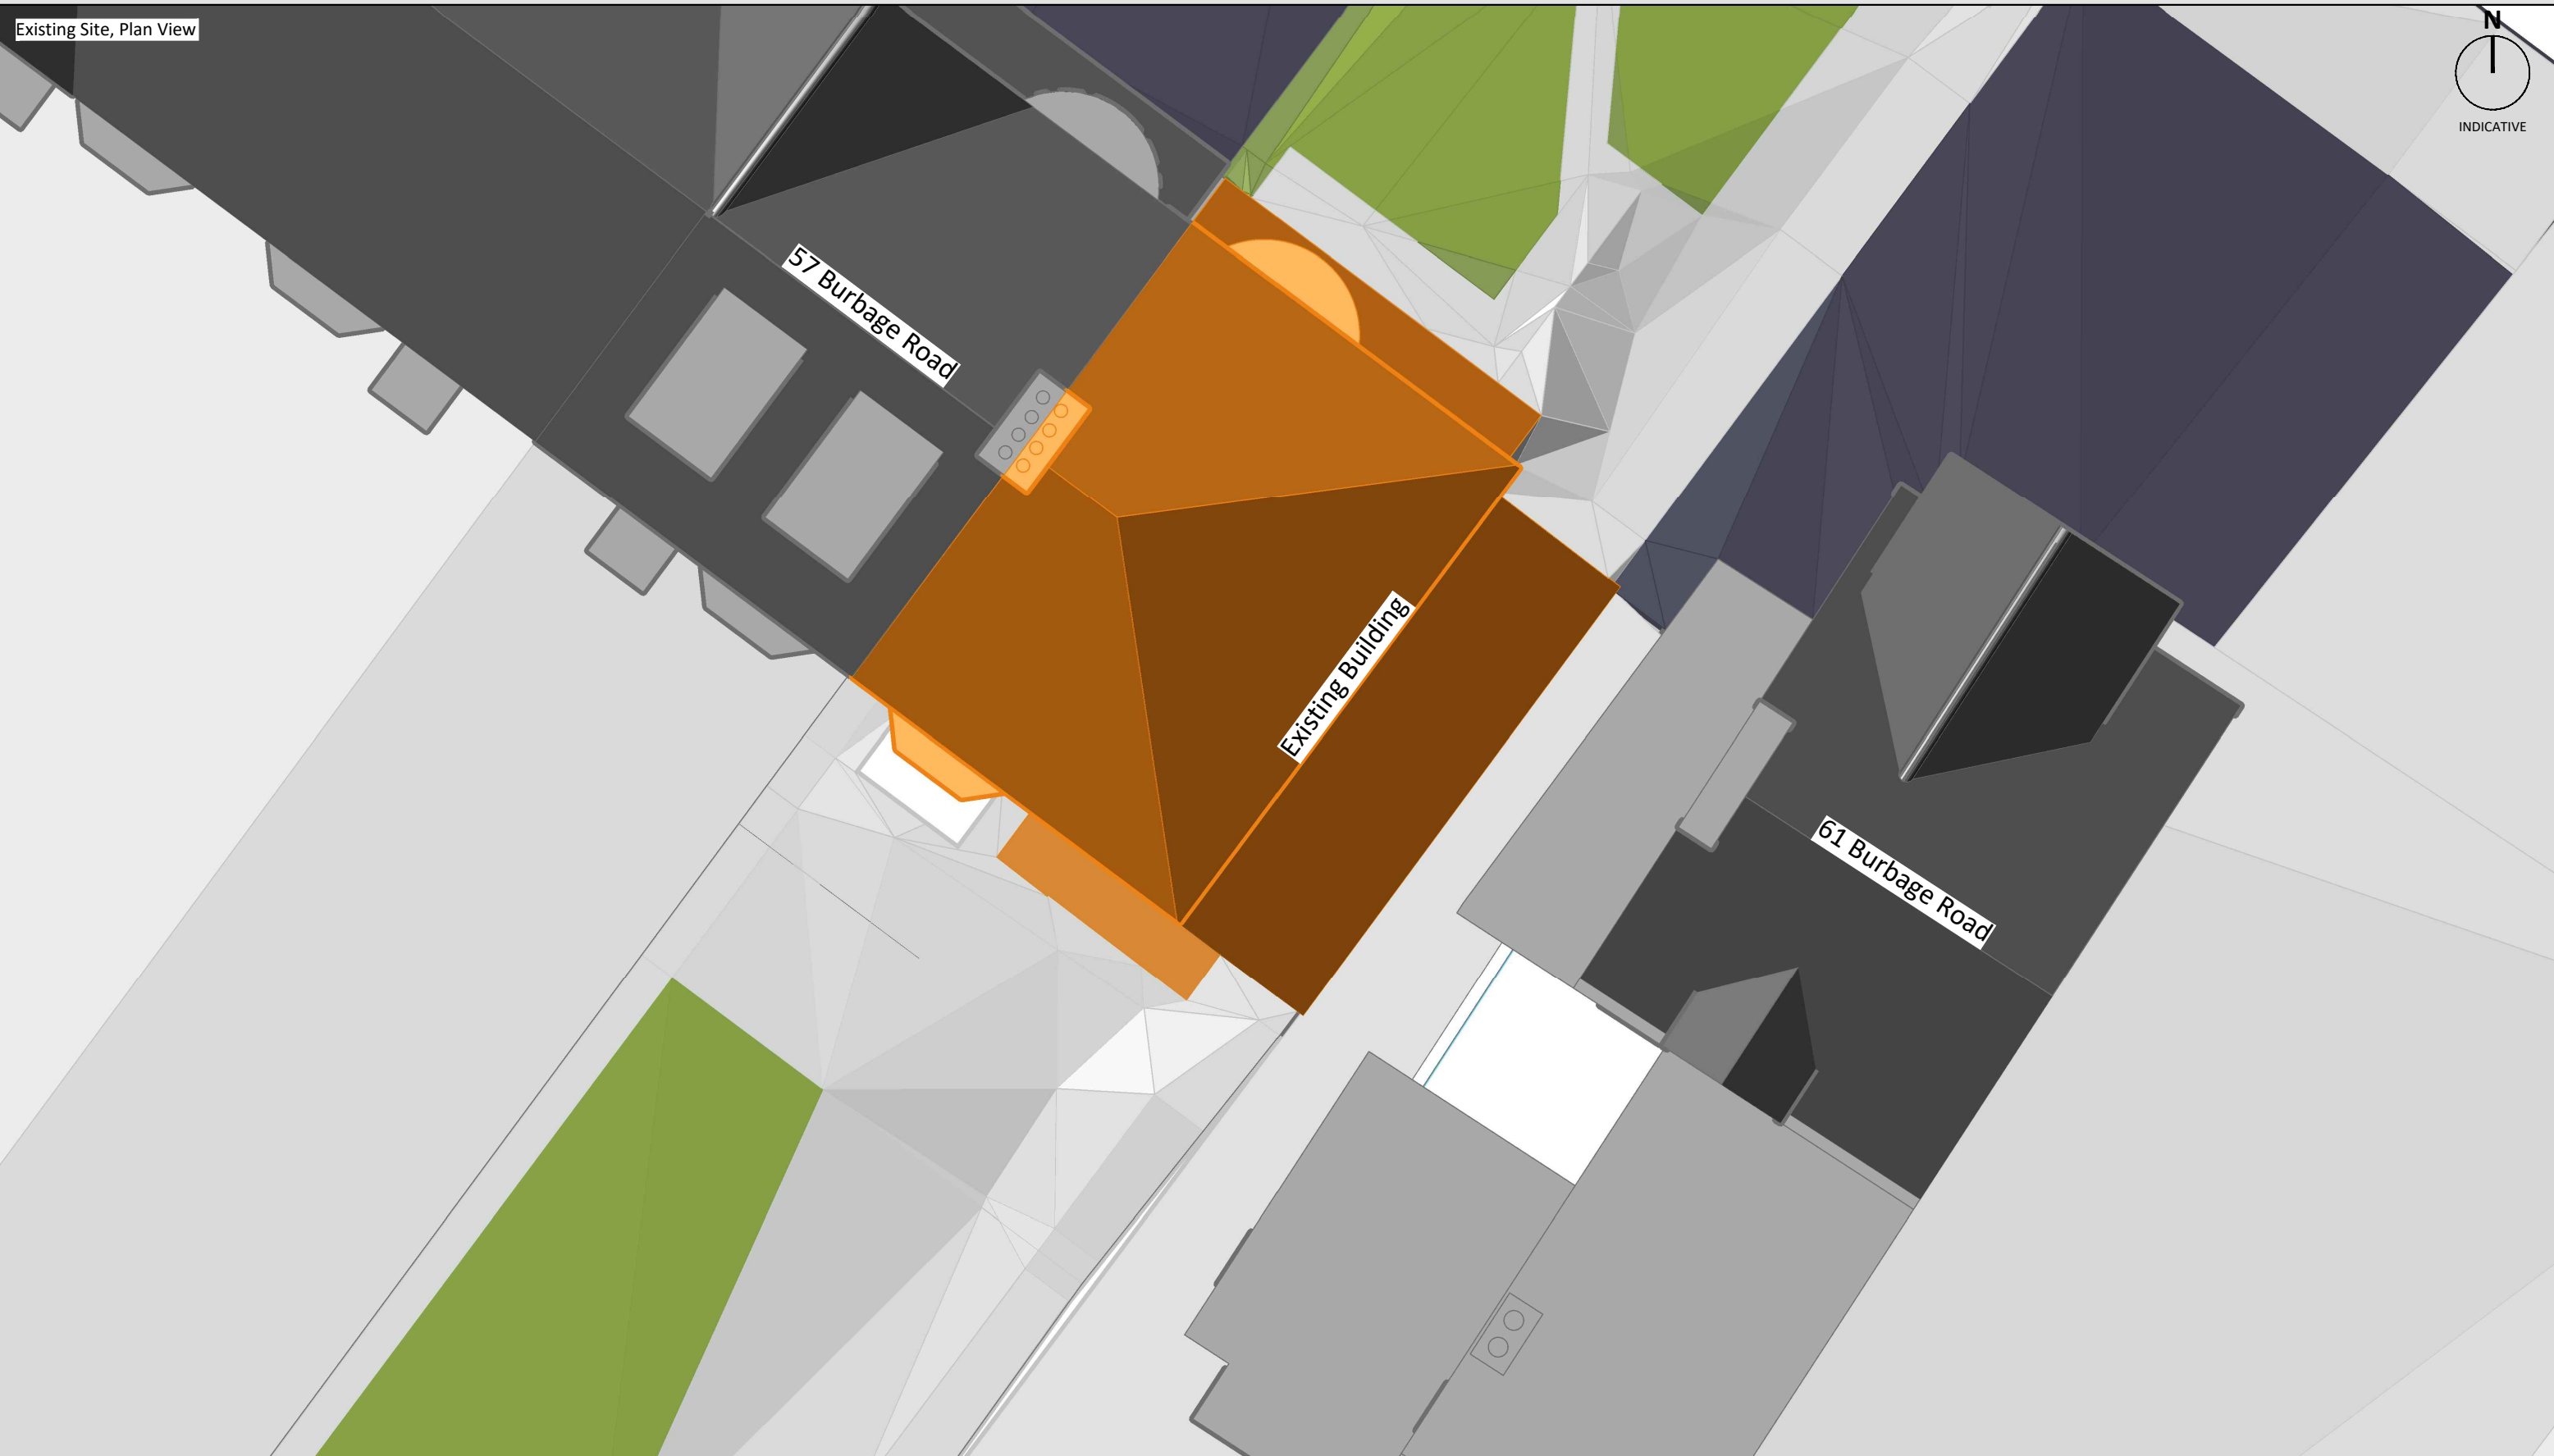 Existing Site, Plan View
N
INDICATIVE
57 Burbage Road
Existing Building
61 Burbage Road